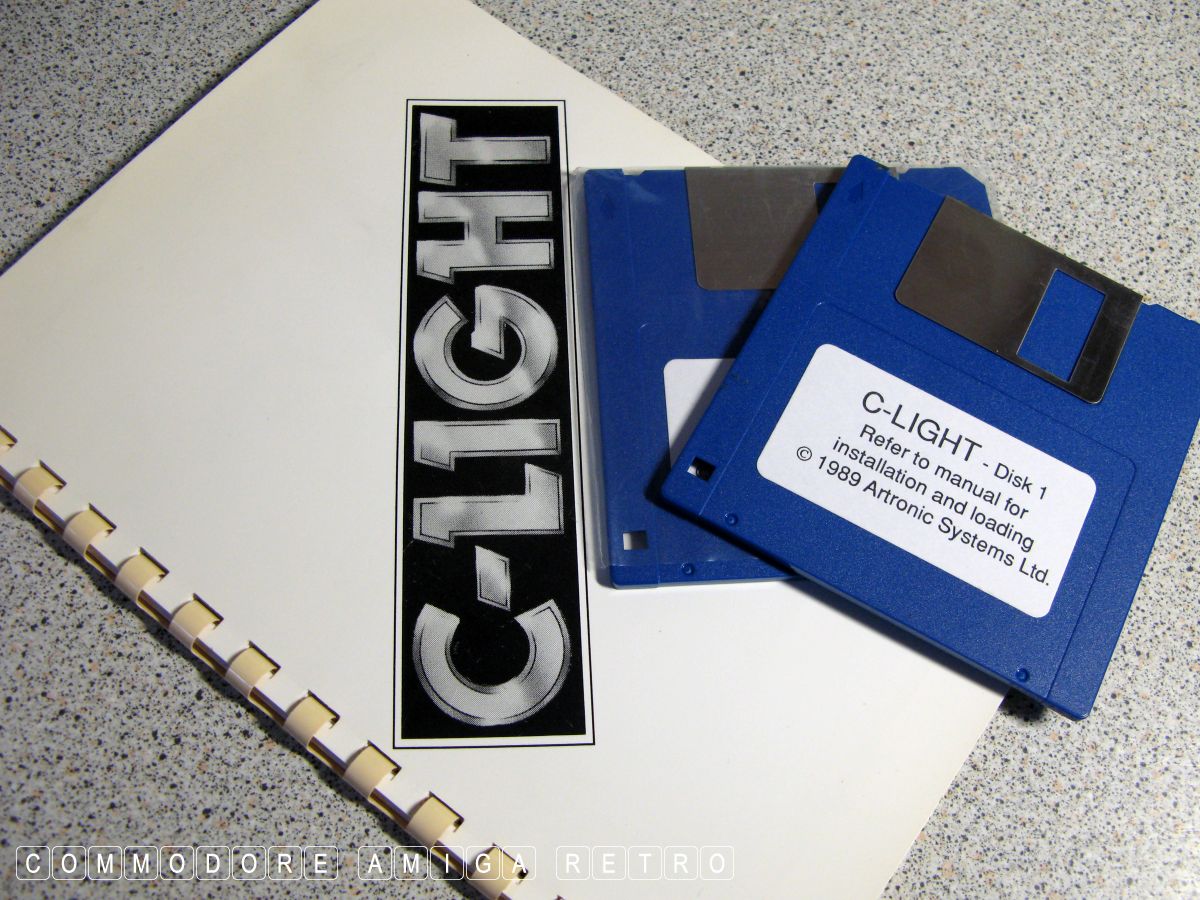 C-LIGHT
C-LIGHT - Disk 1
Refer to manual for
installation and loading
© 1989 Artronic Systems Ltd.
COMMODORE AMIGA RETRO